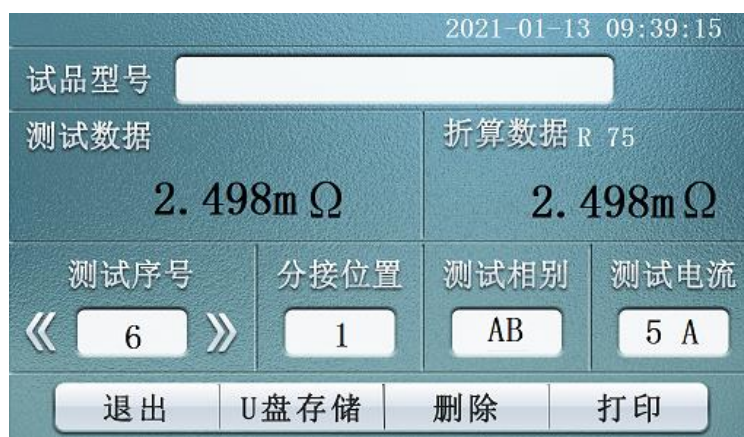 2021-01-13 09:39:15
试品型号
测试数据 折算数据 R 75
2.498mΩ 2.498mΩ
测试序号 分接位置 测试相别 测试电流
《 6 》 1 AB 5 A
退出 U盘存储 删除 打印